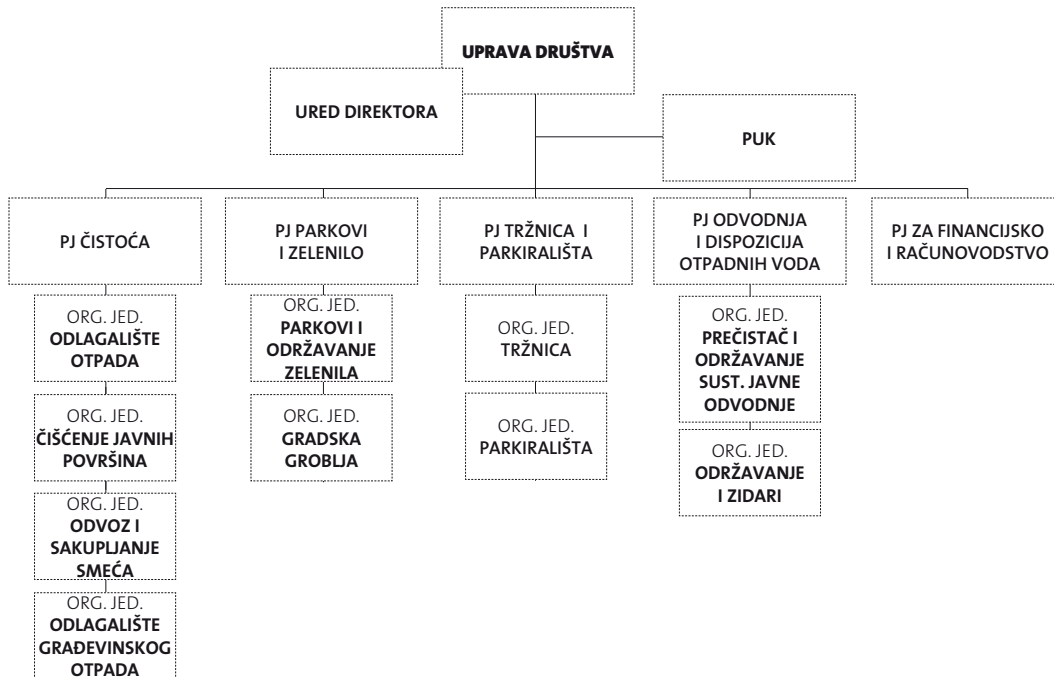 UPRAVA DRUŠTVA
URED DIREKTORA
PUK
PJ ČISTOĆA
PJ PARKOVI
I ZELENILO
PJ TRŽNICA I
PARKIRALIŠTA
PJ ODVODNJA
I DISPOZICIJA
OTPADNIH VODA
PJ ZA FINANCIJSKO
I RAČUNOVODSTVO
ORG. JED.
ODLAGALIŠTE
OTPADA
ORG. JED.
ČIŠĆENJE JAVNIH
POVRŠINA
ORG. JED.
ODVOZ I
SAKUPLJANJE
SMEĆA
ORG. JED.
ODLAGALIŠTE
GRAĐEVINSKOG
OTPADA
ORG. JED.
PARKOVI I
ODRŽAVANJE
ZELENILA
ORG. JED.
GRADSKA
GROBLJA
ORG. JED.
TRŽNICA
ORG. JED.
PARKIRALIŠTA
ORG. JED.
PREČISTAČ I
ODRŽAVANJE
SUST. JAVNE
ODVODNJE
ORG. JED.
ODRŽAVANJE
I ZIDARI